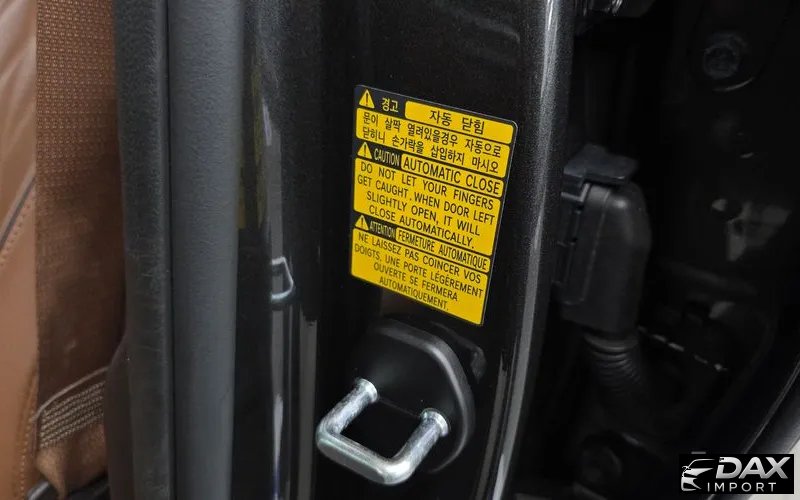 경고 자동 닫힘
문이 살짝 열려있을경우 자동으로
닫히니 손가락을 삽입하지 마시오
CAUTION AUTOMATIC CLOSE
DO NOT LET YOUR FINGERS
GET CAUGHT. WHEN DOOR LEFT
SLIGHTLY OPEN, IT WILL
CLOSE AUTOMATICALLY.
ATTENTION FERMETURE AUTOMATIQUE
NE LAISSEZ PAS COINCER VOS
DOIGTS. UNE PORTE LÉGÈREMENT
OUVERTE SE FERMERA
AUTOMATIQUEMENT
DAX
IMPORT